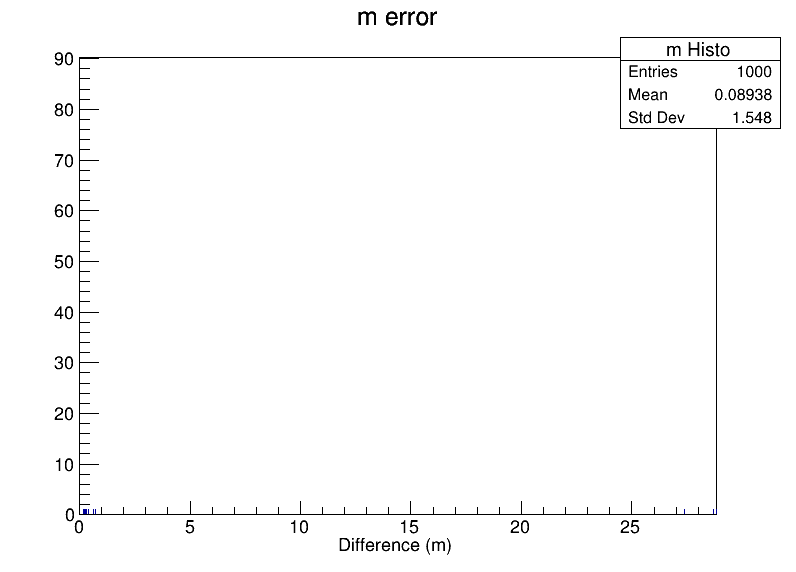 m error
m Histo
Entries 1000
Mean 0.08938
Std Dev 1.548
90
80
70
60
50
40
30
20
10
0
0 5 10 15 20 25
Difference (m)